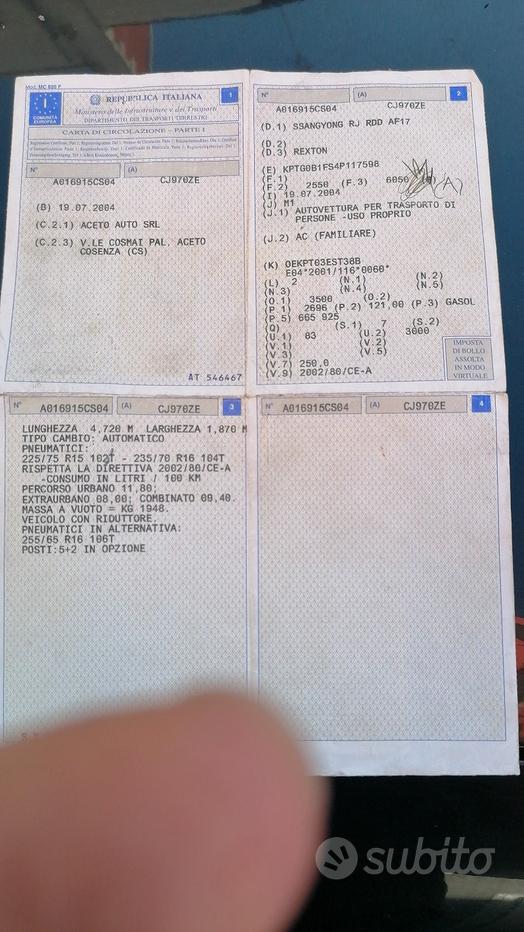 Mod. MC 820 F
REPUBBLICA ITALIANA 1
COMUNITÀ EUROPEA
Ministero delle Infrastrutture e dei Trasporti
DIPARTIMENTO DEI TRASPORTI TERRESTRI
CARTA DI CIRCOLAZIONE - PARTE I
N° (A)
A016915CS04 CJ970ZE
(B) 19.07.2004
(C.2.1) ACETO AUTO SRL
(C.2.3) V.LE COSMAI PAL. ACETO
COSENZA (CS)
AT 546467
N° (A) 2
A016915CS04 CJ970ZE
(D.1) SSANGYONG RJ RDD AF17
(D.2)
(D.3) REXTON
(E) KPTG0B1FS4P117598
(F.1)
(F.2) 2550 (F.3) 6050 (A)
(I) 19.07.2004
(J) M1
(J.1) AUTOVETTURA PER TRASPORTO DI
PERSONE -USO PROPRIO
(J.2) AC (FAMILIARE)
(K) OEKPT03EST38B
E04*2001/116*0060*
(L) 2 (N.1) (N.2)
(N.3) (N.4) (N.5)
(O.1) 3500 (O.2)
(P.1) 2696 (P.2) 121,00 (P.3) GASOL
(P.5) 665 925
(Q) (S.1) 7 (S.2)
(U.1) 83 (U.2) 3000
(V.1) (V.2)
(V.3) (V.5)
(V.7) 250,0
(V.9) 2002/80/CE-A
IMPOSTA
DI BOLLO
ASSOLTA
IN MODO
VIRTUALE
N° A016915CS04 (A) CJ970ZE 3
LUNGHEZZA 4,720 M LARGHEZZA 1,870 M
TIPO CAMBIO: AUTOMATICO
PNEUMATICI:
225/75 R15 102T - 235/70 R16 104T
RISPETTA LA DIRETTIVA 2002/80/CE-A
-CONSUMO IN LITRI / 100 KM
PERCORSO URBANO 11,80;
EXTRAURBANO 08,00; COMBINATO 09,40.
MASSA A VUOTO = KG 1948.
VEICOLO CON RIDUTTORE.
PNEUMATICI IN ALTERNATIVA:
255/65 R16 106T
POSTI:5+2 IN OPZIONE
N° A016915CS04 (A) CJ970ZE 4
subito